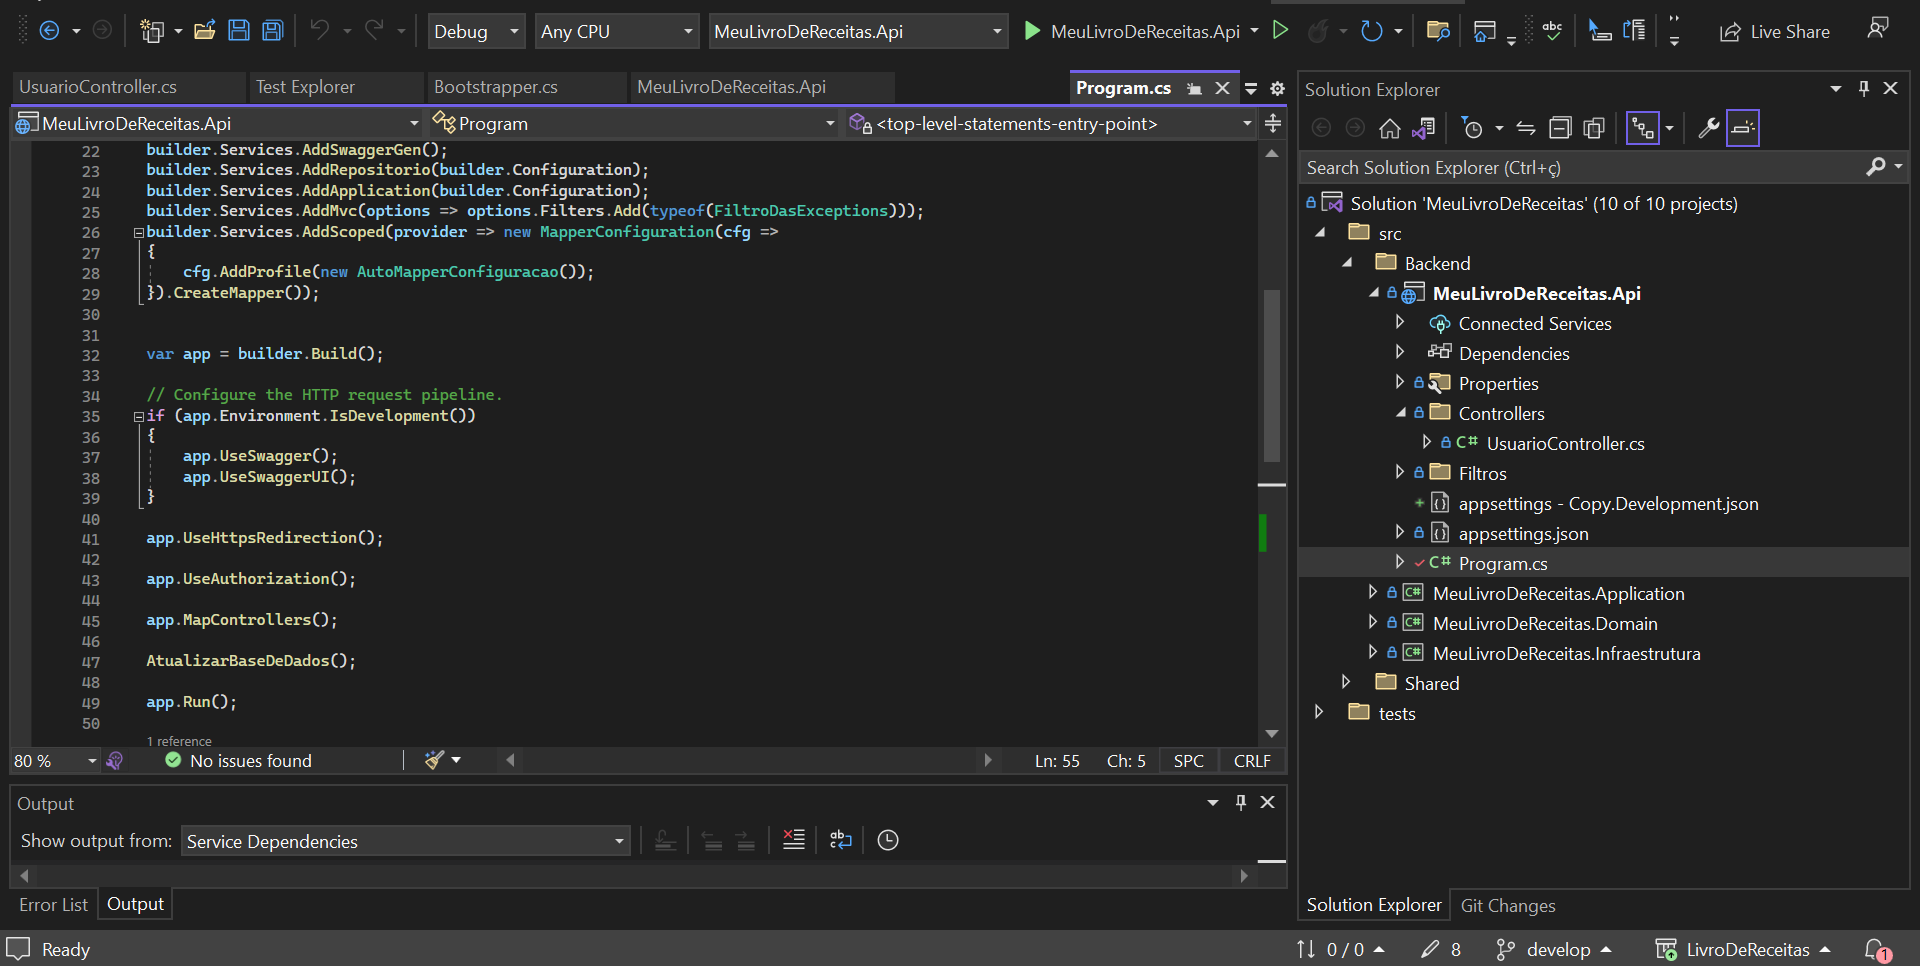 Debug
Any CPU
MeuLivroDeReceitas.Api
MeuLivroDeReceitas.Api
abc
Live Share
UsuarioController.cs
Test Explorer
Bootstrapper.cs
MeuLivroDeReceitas.Api
Program.cs
MeuLivroDeReceitas.Api
Program
<top-level-statements-entry-point>
22 builder.Services.AddSwaggerGen();
23 builder.Services.AddRepositorio(builder.Configuration);
24 builder.Services.AddApplication(builder.Configuration);
25 builder.Services.AddMvc(options => options.Filters.Add(typeof(FiltroDasExceptions)));
26 builder.Services.AddScoped(provider => new MapperConfiguration(cfg =>
27 {
28 cfg.AddProfile(new AutoMapperConfiguracao());
29 }).CreateMapper());
30
31
32 var app = builder.Build();
33
34 // Configure the HTTP request pipeline.
35 if (app.Environment.IsDevelopment())
36 {
37 app.UseSwagger();
38 app.UseSwaggerUI();
39 }
40
41 app.UseHttpsRedirection();
42
43 app.UseAuthorization();
44
45 app.MapControllers();
46
47 AtualizarBaseDeDados();
48
49 app.Run();
50
1 reference
80 %
No issues found
Ln: 55
Ch: 5
SPC
CRLF
Output
Show output from:
Service Dependencies
ab
Error List
Output
Solution Explorer
Search Solution Explorer (Ctrl+ç)
Solution 'MeuLivroDeReceitas' (10 of 10 projects)
src
Backend
MeuLivroDeReceitas.Api
Connected Services
Dependencies
Properties
Controllers
C# UsuarioController.cs
Filtros
appsettings - Copy.Development.json
appsettings.json
C# Program.cs
C# MeuLivroDeReceitas.Application
C# MeuLivroDeReceitas.Domain
C# MeuLivroDeReceitas.Infraestrutura
Shared
tests
Solution Explorer
Git Changes
Ready
0 / 0
8
develop
LivroDeReceitas
1